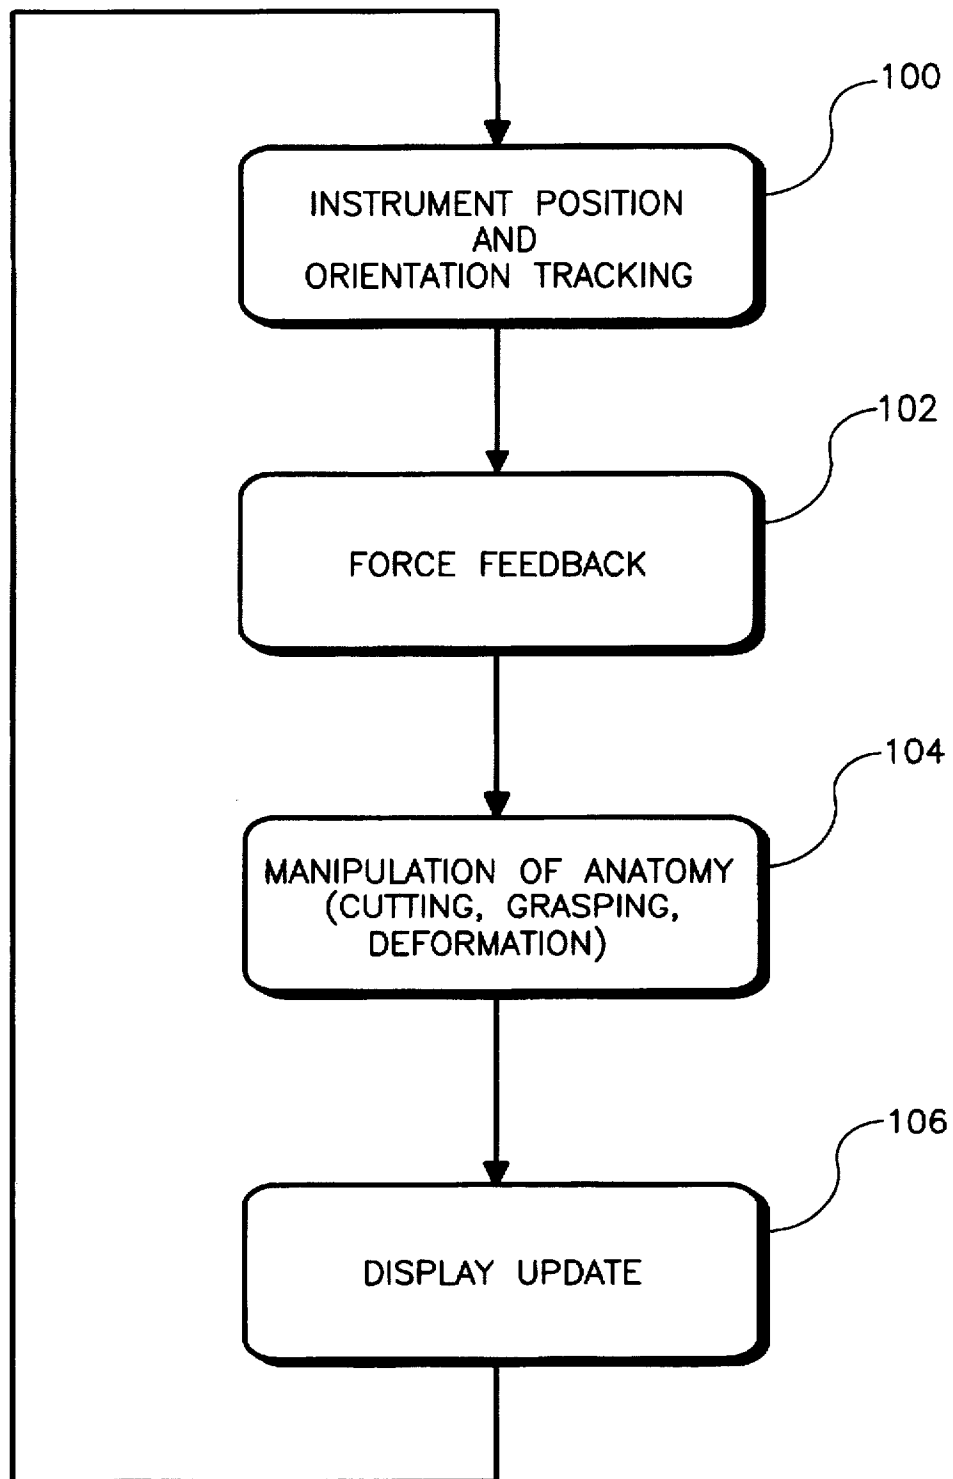 100
INSTRUMENT POSITION
AND
ORIENTATION TRACKING
102
FORCE FEEDBACK
104
MANIPULATION OF ANATOMY
(CUTTING, GRASPING,
DEFORMATION)
106
DISPLAY UPDATE